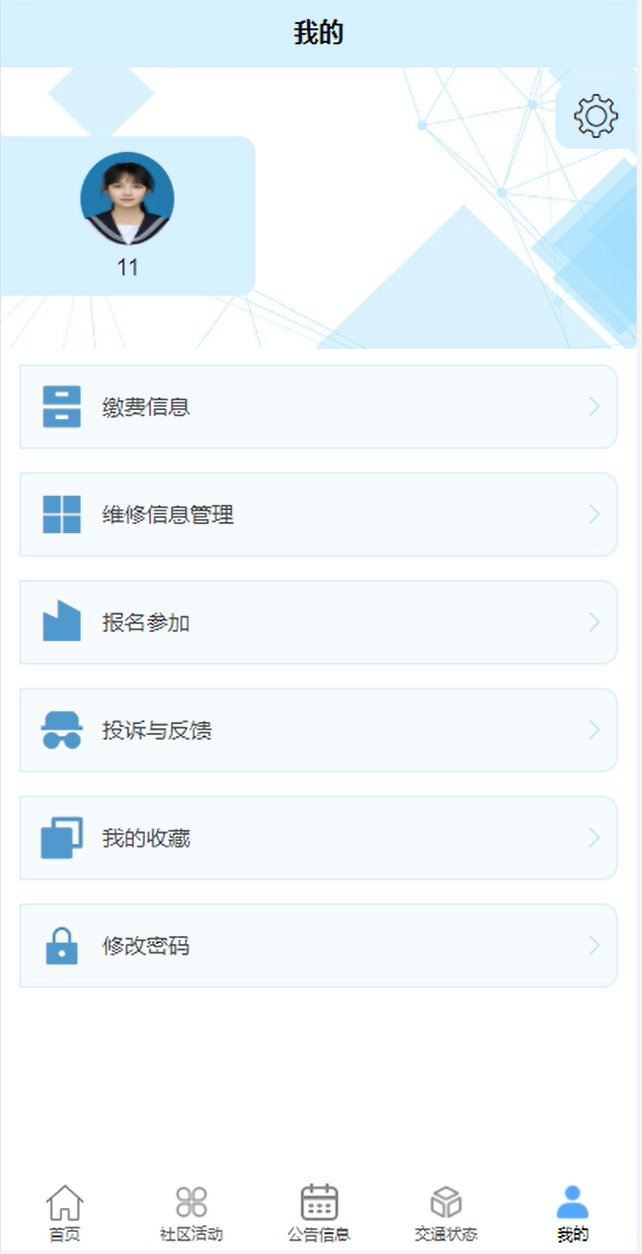 我的
11
缴费信息
维修信息管理
报名参加
投诉与反馈
我的收藏
修改密码
首页
社区活动
公告信息
交通状态
我的